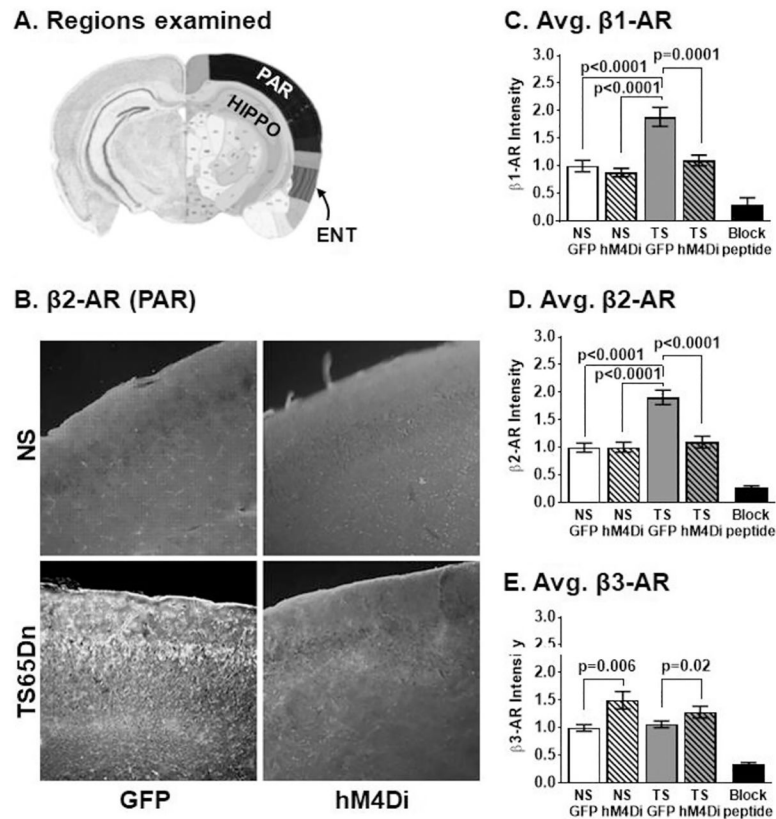 A. Regions examined
PAR
HIPPO
ENT
B. β2-AR (PAR)
NS
TS65Dn
GFP
hM4Di
C. Avg. β1-AR
β1-AR Intensity
3.0
2.5
2.0
1.5
1.0
0.5
0.0
p<0.0001
p=0.0001
p<0.0001
NS NS TS TS Block
GFP hM4Di GFP hM4Di peptide
D. Avg. β2-AR
β2-AR Intensity
3.0
2.5
2.0
1.5
1.0
0.5
0.0
p<0.0001
p<0.0001
p<0.0001
NS NS TS TS Block
GFP hM4Di GFP hM4Di peptide
E. Avg. β3-AR
β3-AR Intensity
3.0
2.5
2.0
1.5
1.0
0.5
0.0
p=0.006
p=0.02
NS NS TS TS Block
GFP hM4Di GFP hM4Di peptide